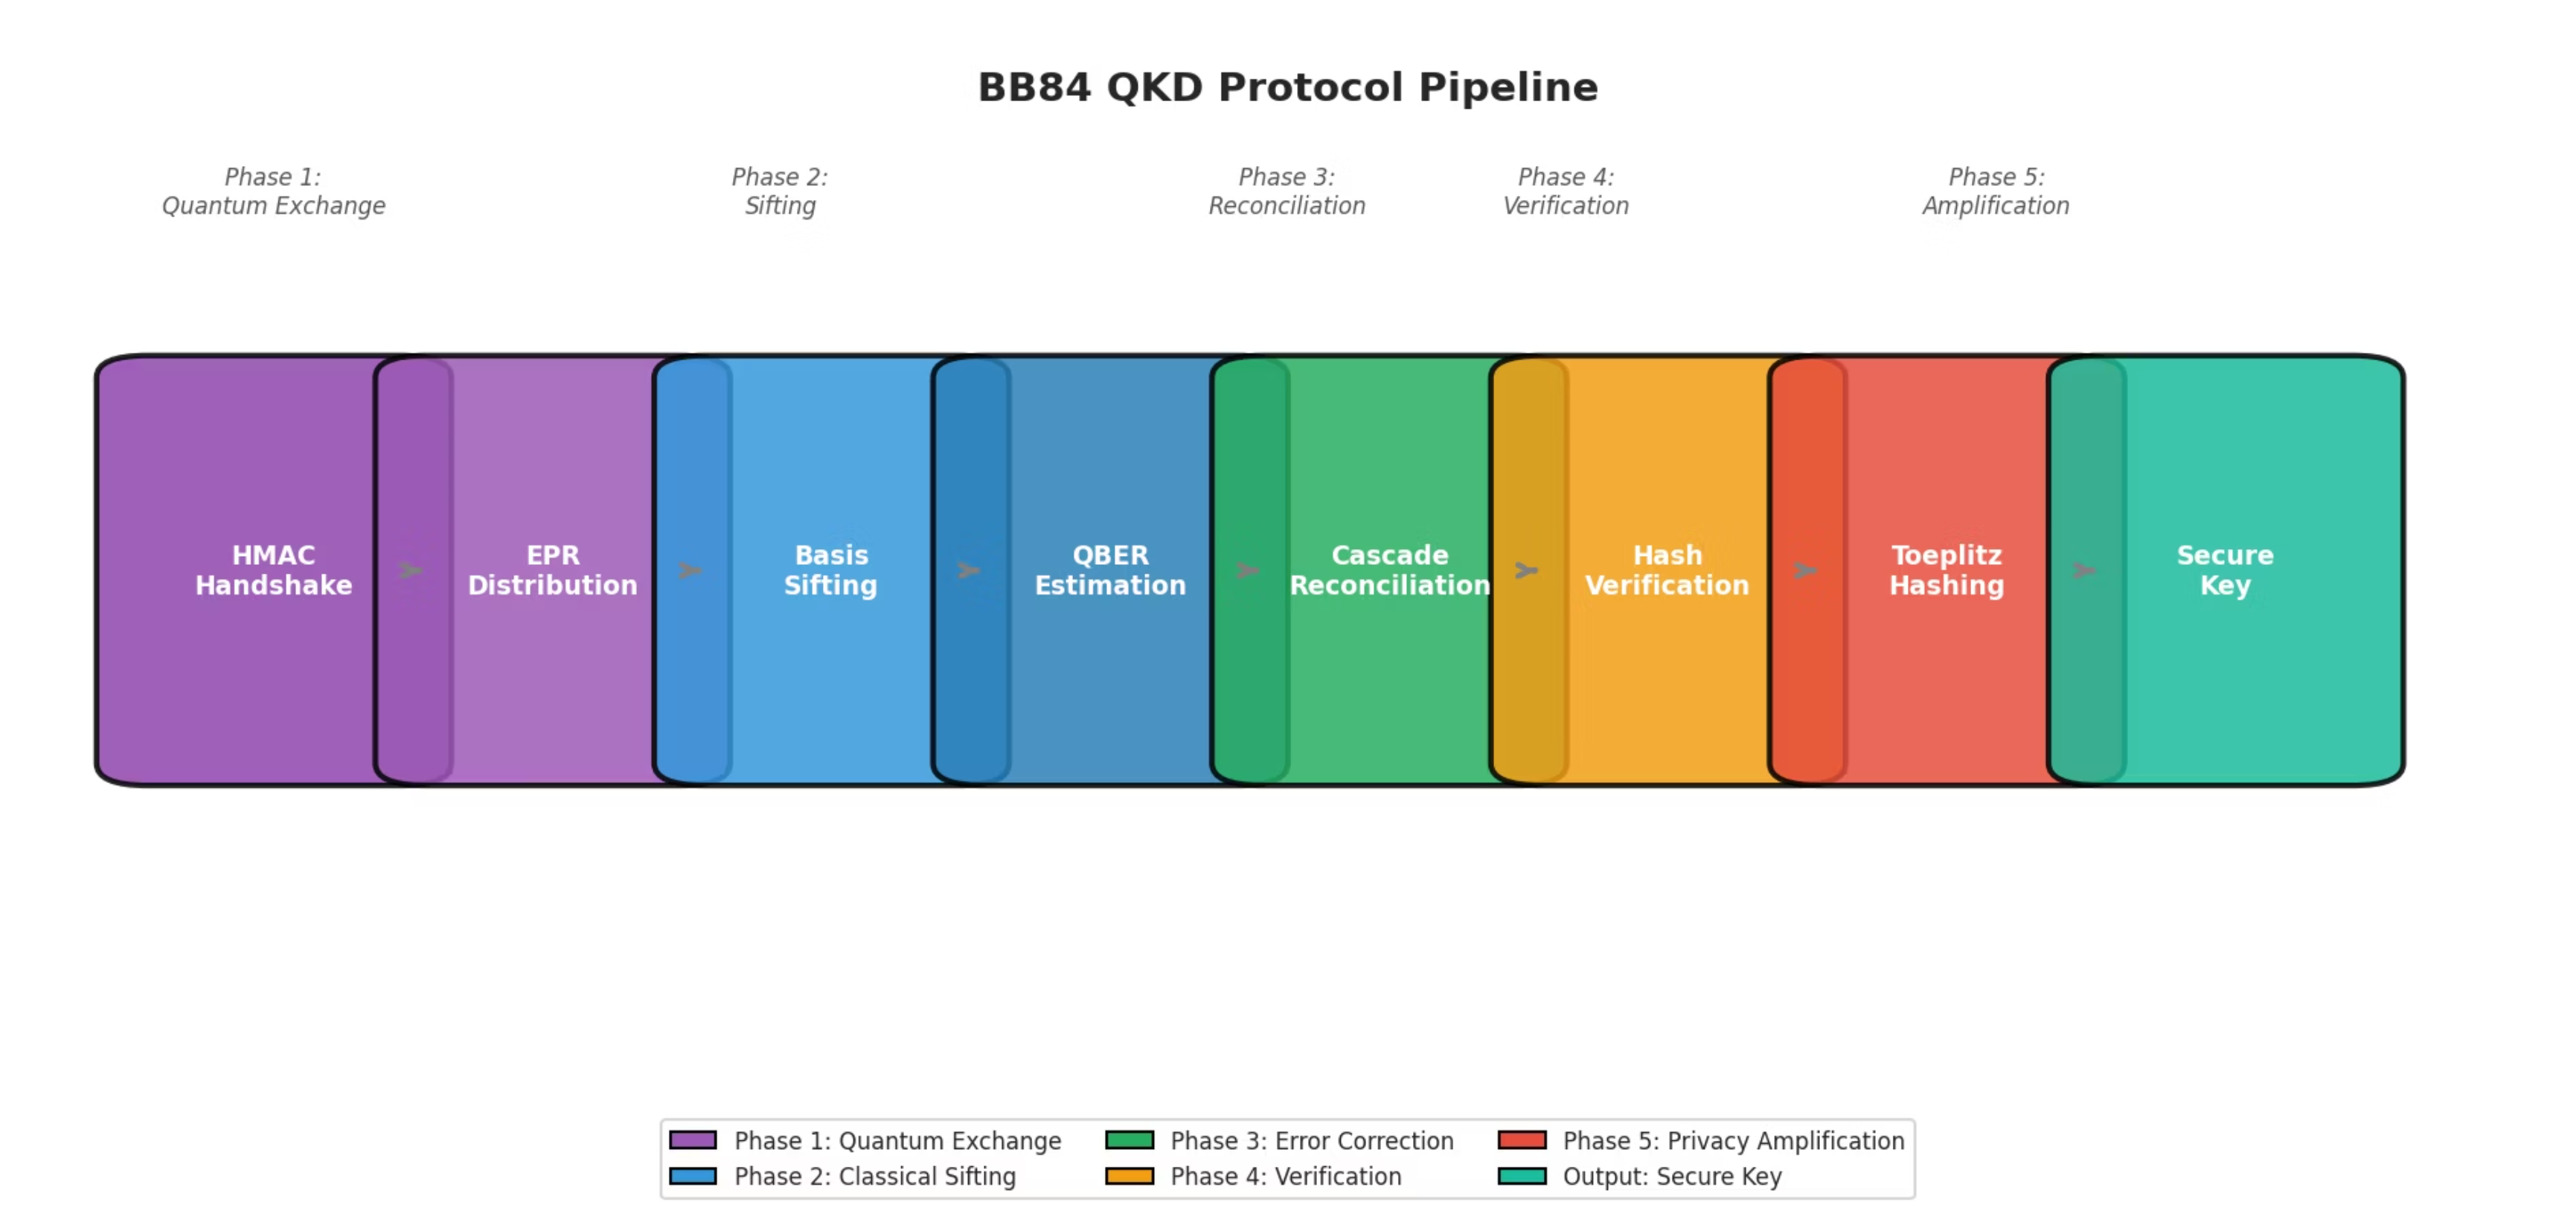 BB84 QKD Protocol Pipeline
Phase 1:
Quantum Exchange
Phase 2:
Sifting
Phase 3:
Reconciliation
Phase 4:
Verification
Phase 5:
Amplification
HMAC
Handshake
EPR
Distribution
Basis
Sifting
QBER
Estimation
Cascade
Reconciliation
Hash
Verification
Toeplitz
Hashing
Secure
Key
Phase 1: Quantum Exchange
Phase 2: Classical Sifting
Phase 3: Error Correction
Phase 4: Verification
Phase 5: Privacy Amplification
Output: Secure Key